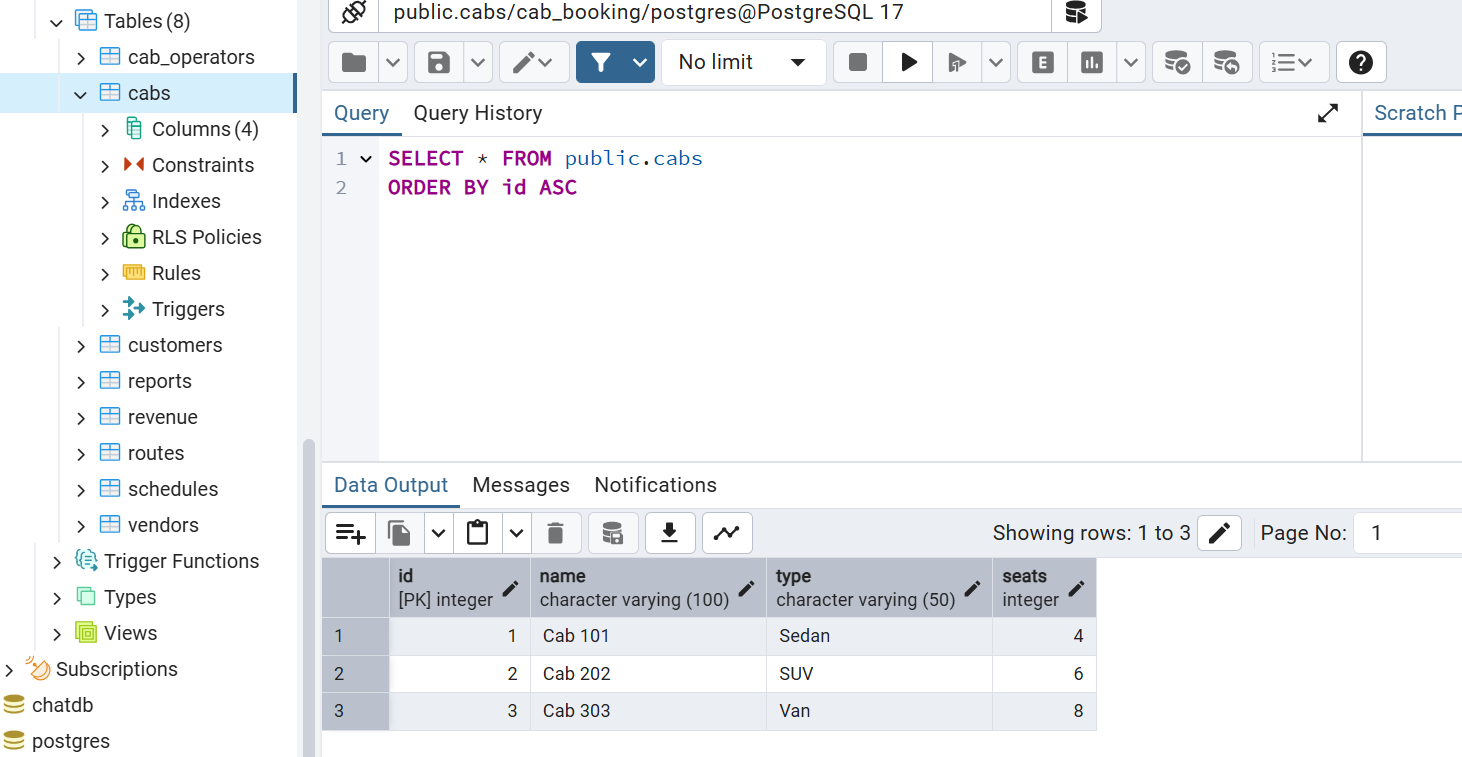 Tables (8)
cab_operators
cabs
Columns (4)
Constraints
Indexes
RLS Policies
Rules
Triggers
customers
reports
revenue
routes
schedules
vendors
Trigger Functions
Types
Views
Subscriptions
chatdb
postgres
public.cabs/cab_booking/postgres@PostgreSQL 17
No limit
E
Query Query History
Scratch P
1 SELECT * FROM public.cabs
2 ORDER BY id ASC
Data Output Messages Notifications
Showing rows: 1 to 3 Page No: 1
id name type seats
[PK] integer character varying (100) character varying (50) integer
1 1 Cab 101 Sedan 4
2 2 Cab 202 SUV 6
3 3 Cab 303 Van 8